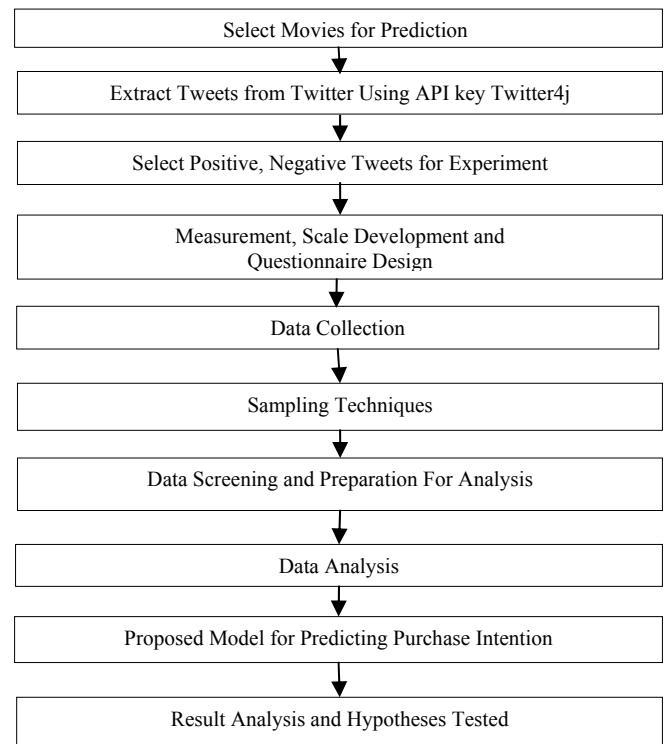 Select Movies for Prediction
Extract Tweets from Twitter Using API key Twitter4j
Select Positive, Negative Tweets for Experiment
Measurement, Scale Development and
Questionnaire Design
Data Collection
Sampling Techniques
Data Screening and Preparation For Analysis
Data Analysis
Proposed Model for Predicting Purchase Intention
Result Analysis and Hypotheses Tested